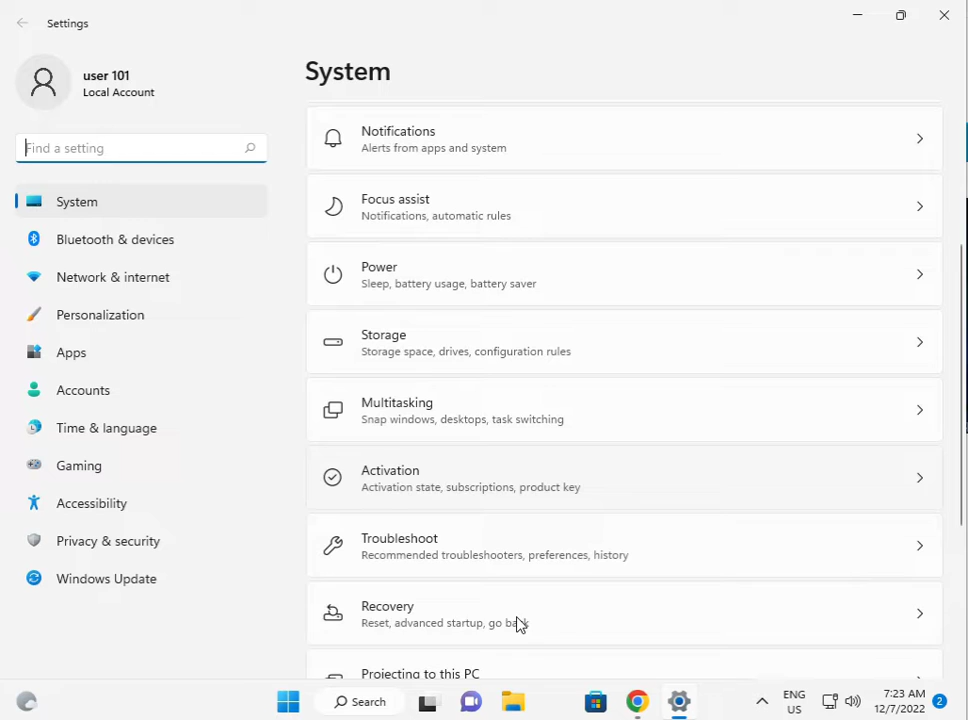 Settings
user 101
Local Account
Find a setting
System
Bluetooth & devices
Network & internet
Personalization
Apps
Accounts
Time & language
Gaming
Accessibility
Privacy & security
Windows Update
System
Notifications
Alerts from apps and system
Focus assist
Notifications, automatic rules
Power
Sleep, battery usage, battery saver
Storage
Storage space, drives, configuration rules
Multitasking
Snap windows, desktops, task switching
Activation
Activation state, subscriptions, product key
Troubleshoot
Recommended troubleshooters, preferences, history
Recovery
Reset, advanced startup, go back
Projecting to this PC
Search
ENG
US
7:23 AM
12/7/2022
2